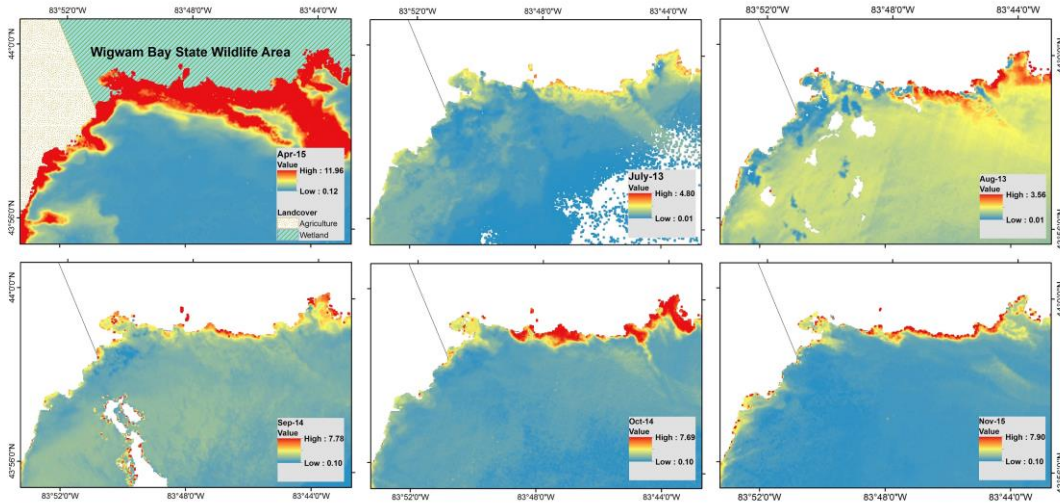 83°52'0"W 83°48'0"W 83°44'0"W
83°52'0"W 83°48'0"W 83°44'0"W
83°52'0"W 83°48'0"W 83°44'0"W
44°0'0"N
Wigwam Bay State Wildlife Area
Apr-15
Value
High : 11.96
Low : 0.12
Landcover
Agriculture
Wetland
43°56'0"N
July-13
Value
High : 4.80
Low : 0.01
Aug-13
Value
High : 3.56
Low : 0.01
44°0'0"N
Sep-14
Value
High : 7.78
Low : 0.10
43°56'0"N
Oct-14
Value
High : 7.69
Low : 0.10
Nov-15
Value
High : 7.90
Low : 0.10
83°52'0"W 83°48'0"W 83°44'0"W
83°52'0"W 83°48'0"W 83°44'0"W
83°52'0"W 83°48'0"W 83°44'0"W